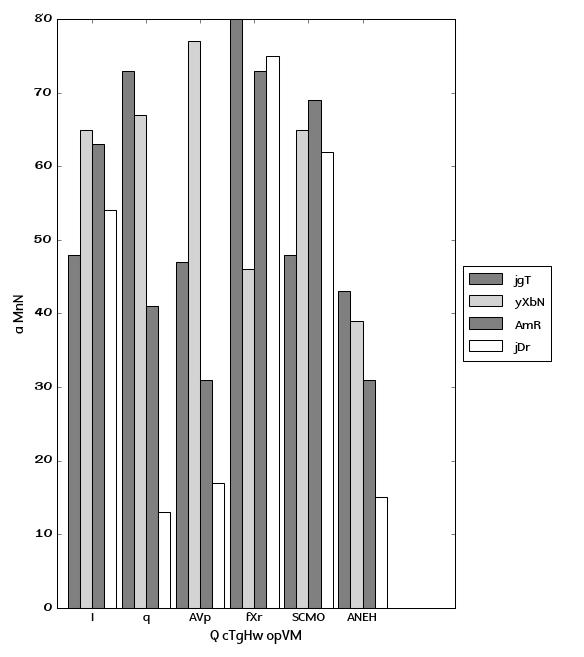 80
70
60
50
40
30
20
10
0
α MnN
I q AVp fXr SCMO ANEH
Q cTgHw opVM
jgT
yXbN
AmR
jDr